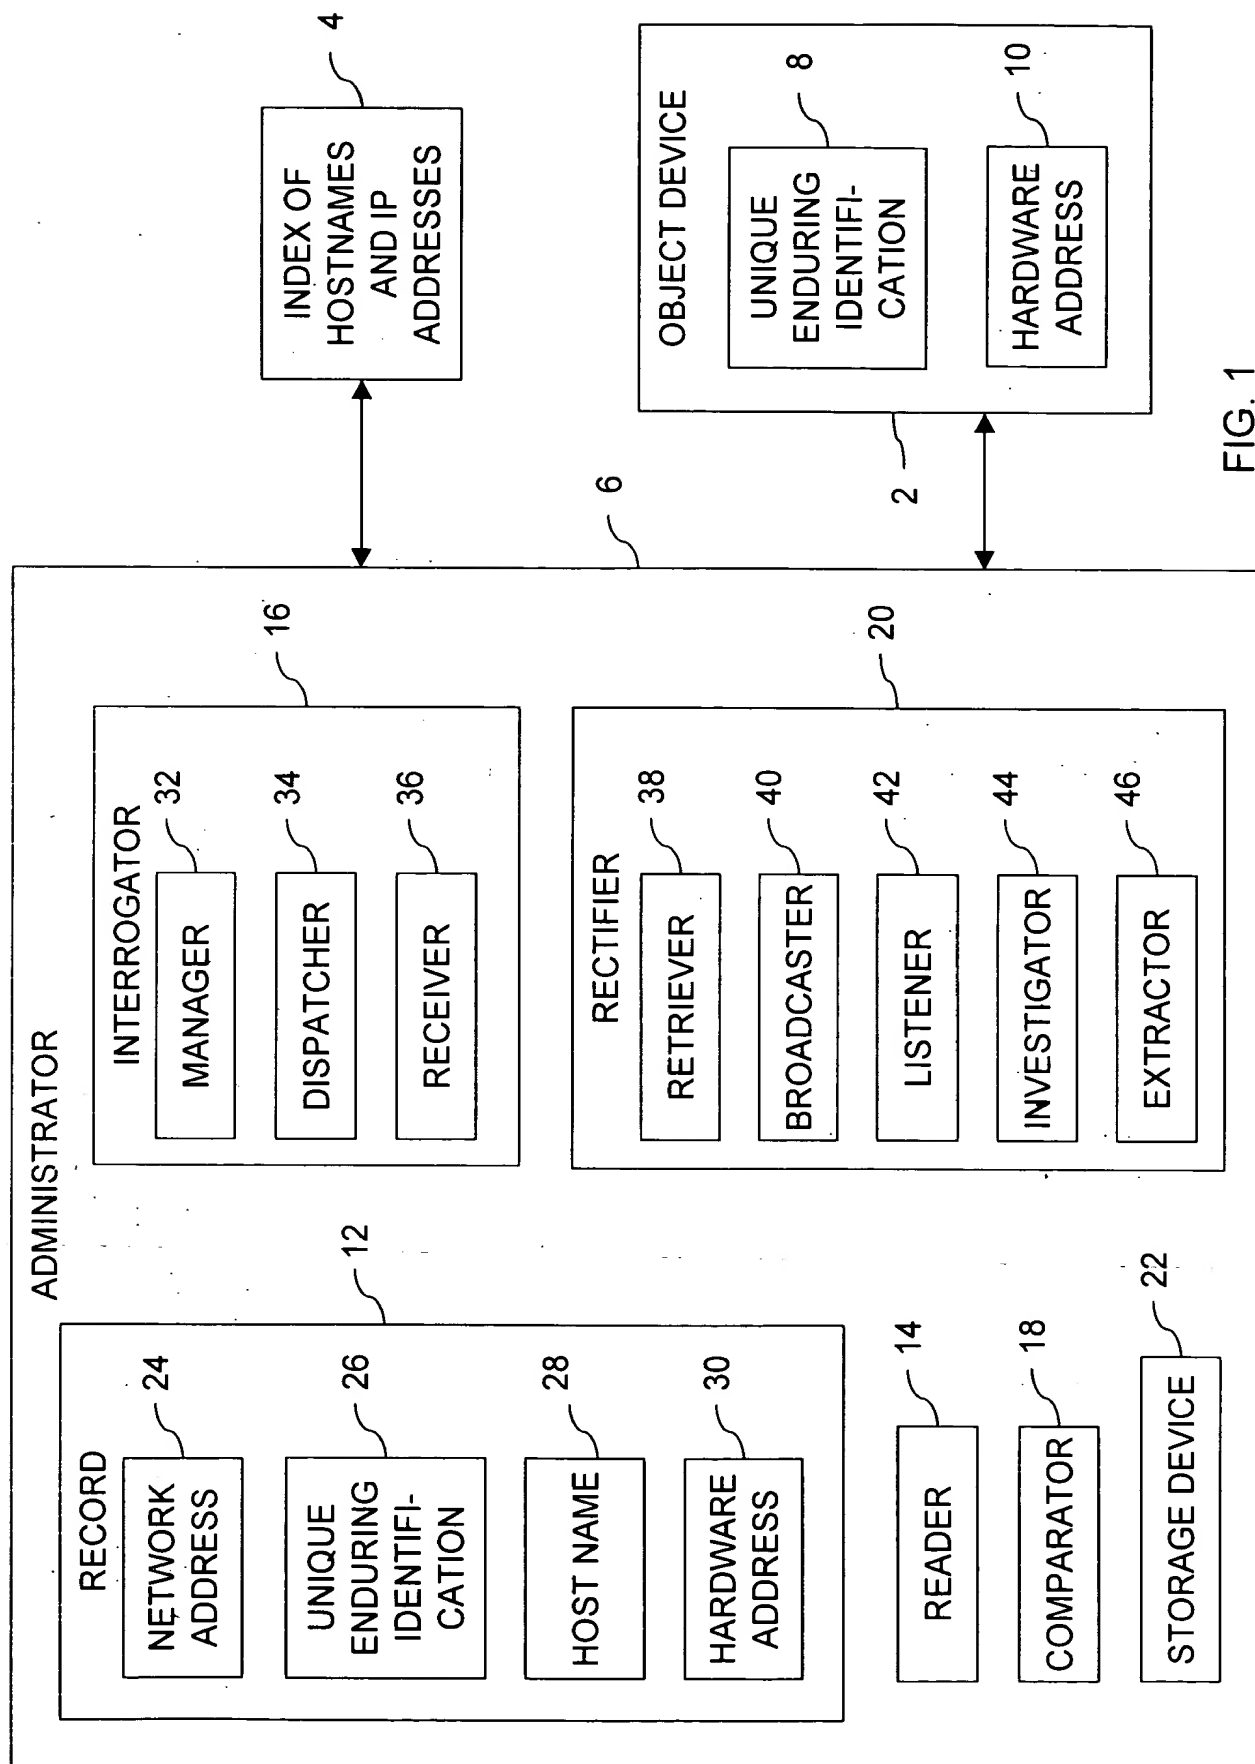 ADMINISTRATOR
RECORD
12
NETWORK
ADDRESS
24
UNIQUE
ENDURING
IDENTIFI-
CATION
26
HOST NAME
28
HARDWARE
ADDRESS
30
READER
14
COMPARATOR
18
STORAGE DEVICE
22
INTERROGATOR
16
MANAGER
32
DISPATCHER
34
RECEIVER
36
RECTIFIER
20
RETRIEVER
38
BROADCASTER
40
LISTENER
42
INVESTIGATOR
44
EXTRACTOR
46
6
INDEX OF
HOSTNAMES
AND IP
ADDRESSES
4
OBJECT DEVICE
2
UNIQUE
ENDURING
IDENTIFI-
CATION
8
HARDWARE
ADDRESS
10
FIG. 1